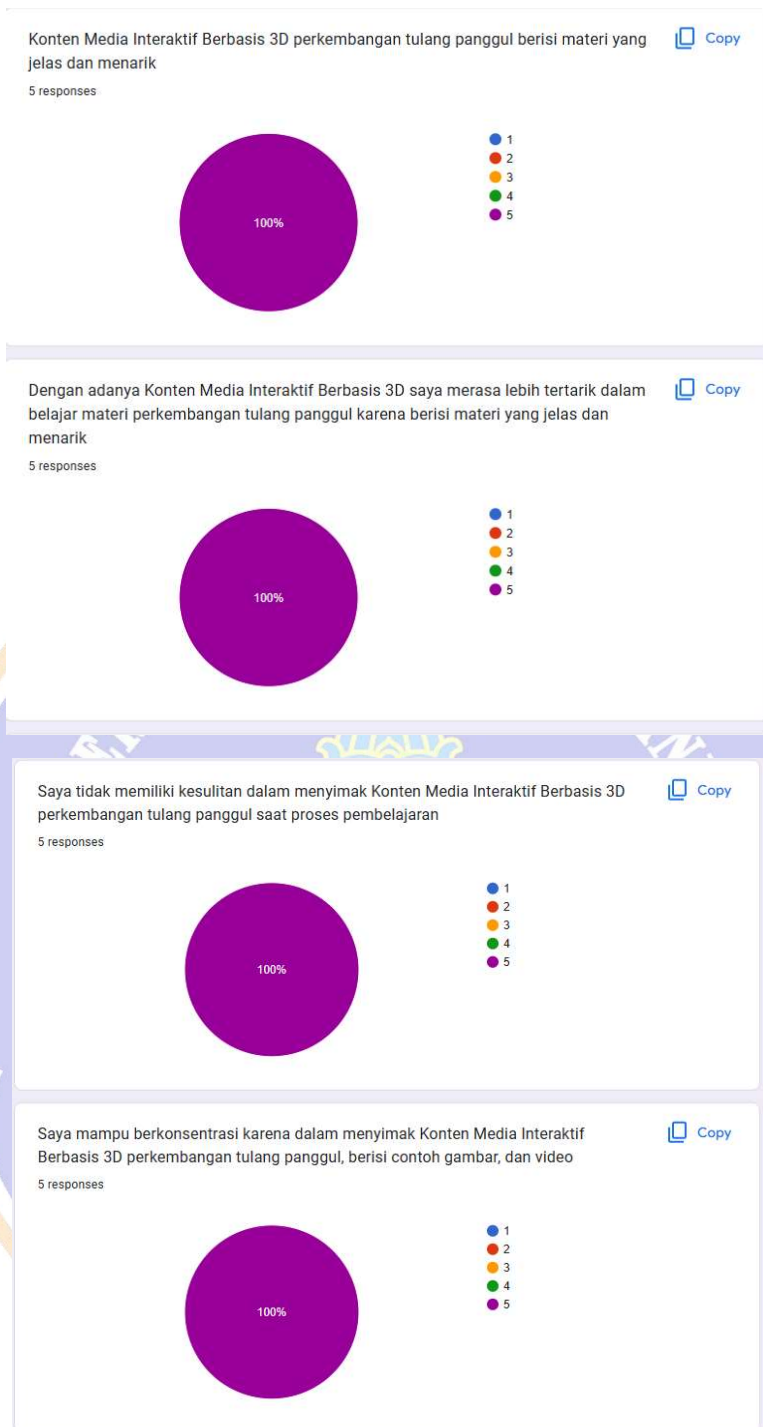 Konten Media Interaktif Berbasis 3D perkembangan tulang panggul berisi materi yang
jelas dan menarik
Copy
5 responses
100%
1
2
3
4
5
Dengan adanya Konten Media Interaktif Berbasis 3D saya merasa lebih tertarik dalam
belajar materi perkembangan tulang panggul karena berisi materi yang jelas dan
menarik
Copy
5 responses
100%
1
2
3
4
5
Saya tidak memiliki kesulitan dalam menyimak Konten Media Interaktif Berbasis 3D
perkembangan tulang panggul saat proses pembelajaran
Copy
5 responses
100%
1
2
3
4
5
Saya mampu berkonsentrasi karena dalam menyimak Konten Media Interaktif
Berbasis 3D perkembangan tulang panggul, berisi contoh gambar, dan video
Copy
5 responses
100%
1
2
3
4
5